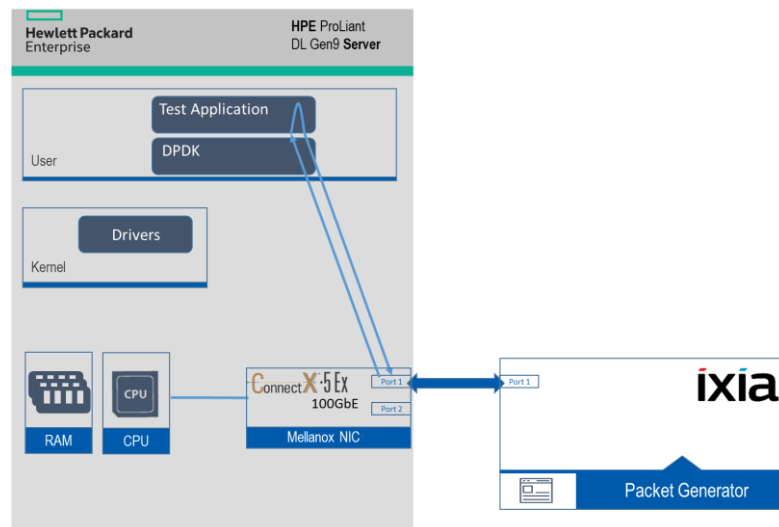 Hewlett Packard
Enterprise
HPE ProLiant
DL Gen9 Server
Test Application
DPDK
User
Drivers
Kernel
ConnectX·5 Ex
100GbE
Port 1
Port 2
Mellanox NIC
CPU
RAM
CPU
Port 1
ixia
Packet Generator